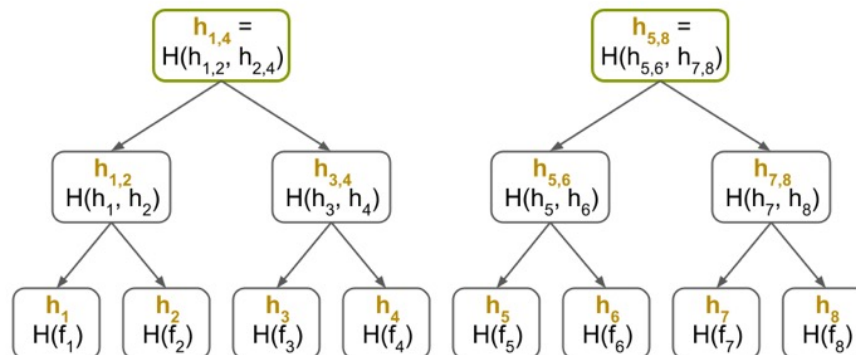 h₁,₄ =
H(h₁,₂, h₂,₄)
h₅,₈ =
H(h₅,₆, h₇,₈)
h₁,₂
H(h₁, h₂)
h₃,₄
H(h₃, h₄)
h₅,₆
H(h₅, h₆)
h₇,₈
H(h₇, h₈)
h₁
H(f₁)
h₂
H(f₂)
h₃
H(f₃)
h₄
H(f₄)
h₅
H(f₅)
h₆
H(f₆)
h₇
H(f₇)
h₈
H(f₈)